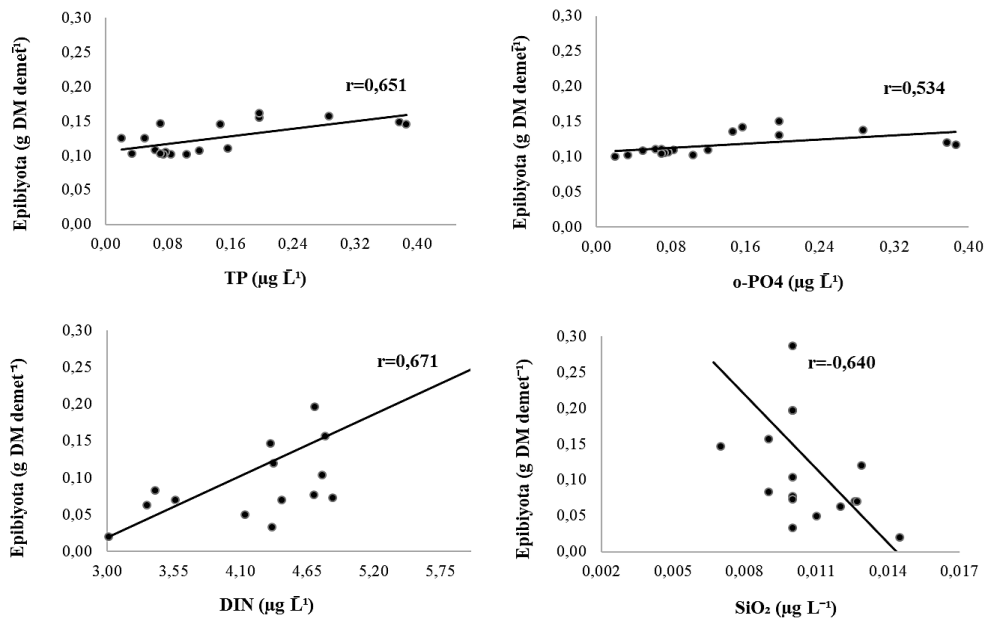 0,30
0,25
0,20
0,15
0,10
0,05
0,00
Epibiyota (g DM demet⁻¹)
r=0,651
0,00 0,08 0,16 0,24 0,32 0,40
TP (µg L⁻¹)
0,30
0,25
0,20
0,15
0,10
0,05
0,00
Epibiyota (g DM demet⁻¹)
r=0,534
0,00 0,08 0,16 0,24 0,32 0,40
o-PO4 (µg L⁻¹)
0,30
0,25
0,20
0,15
0,10
0,05
0,00
Epibiyota (g DM demet⁻¹)
r=0,671
3,00 3,55 4,10 4,65 5,20 5,75
DIN (µg L⁻¹)
0,30
0,25
0,20
0,15
0,10
0,05
0,00
Epibiyota (g DM demet⁻¹)
r=-0,640
0,002 0,005 0,008 0,011 0,014 0,017
SiO₂ (µg L⁻¹)